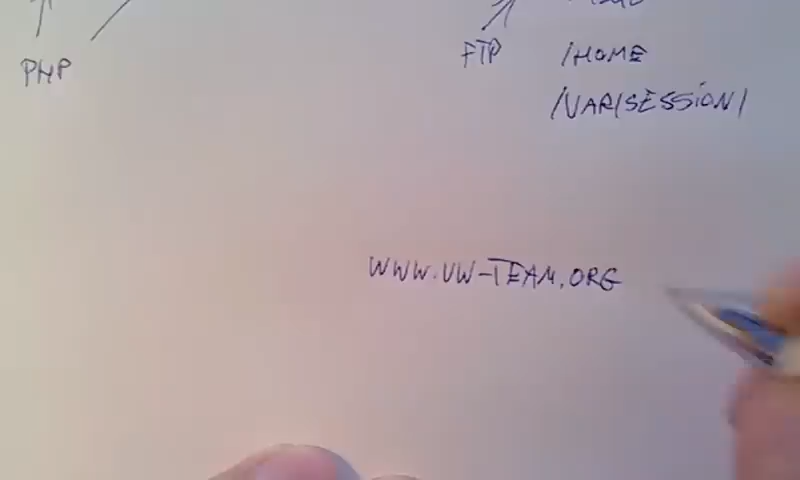 PHP
FTP
/HOME
/VAR/SESSION/
WWW.UW-TEAM.ORG